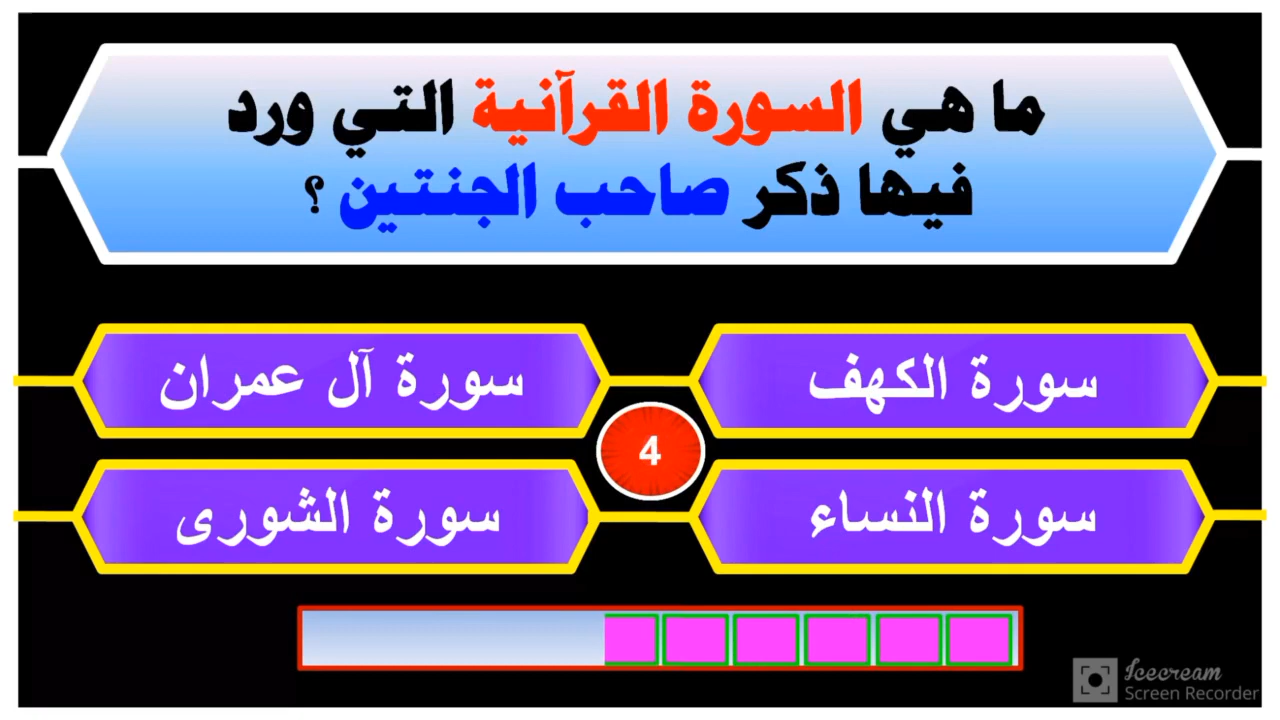 ما هي السورة القرآنية التي ورد
فيها ذكر صاحب الجنتين ؟
سورة الكهف
سورة آل عمران
4
سورة النساء
سورة الشورى
Icecream
Screen Recorder